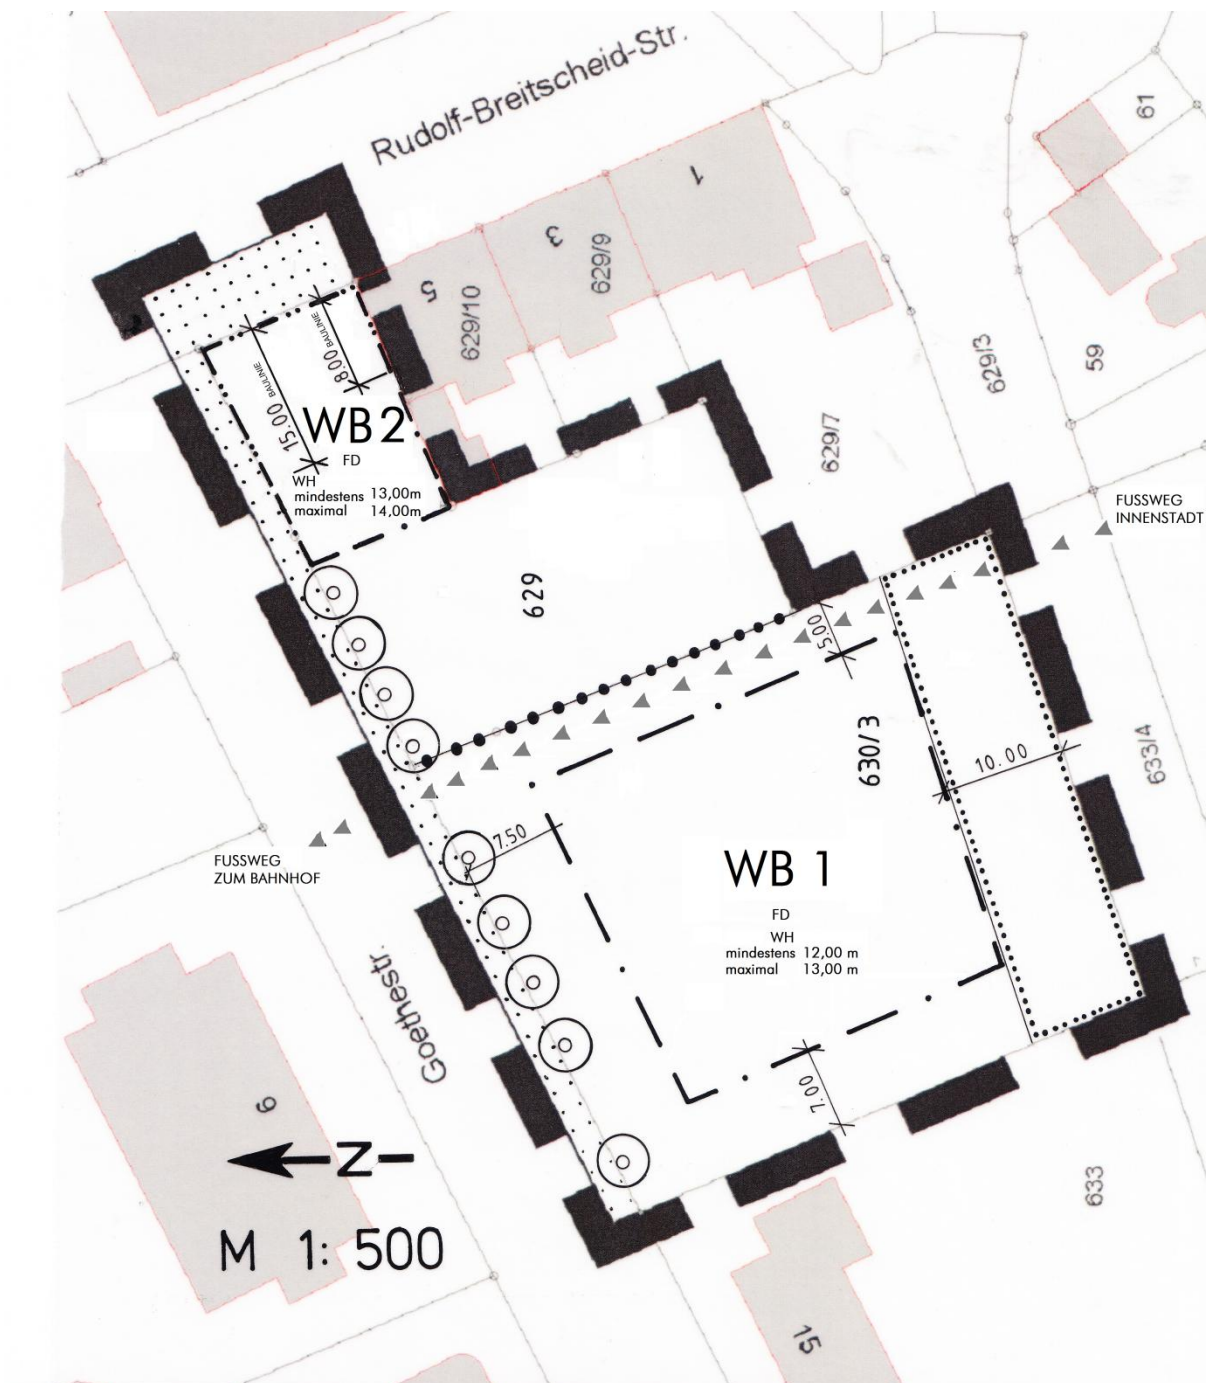 Rudolf-Breitscheid-Str.
61
1
3
629/9
5
629/10
629/3
59
629/7
8.00 BAULINIE
15.00 BAULINIE
WB 2
FD
WH
mindestens 13,00m
maximal 14,00m
FUSSWEG
INNENSTADT
629
5.00
630/3
10.00
633/4
7.50
FUSSWEG
ZUM BAHNHOF
WB 1
FD
WH
mindestens 12,00 m
maximal 13,00 m
Goethestr.
7.00
9
N
633
M 1: 500
15